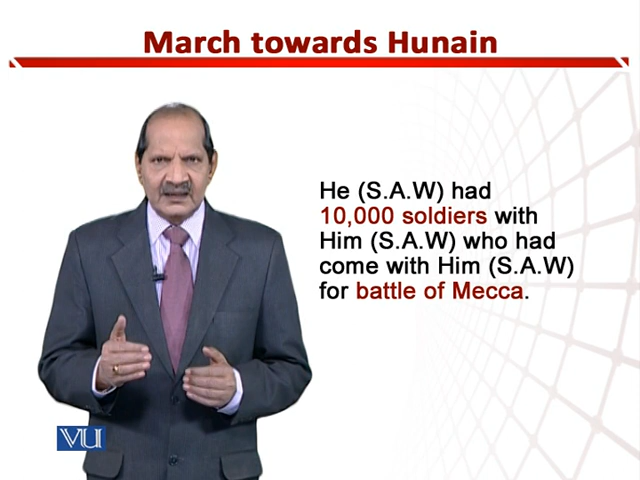 March towards Hunain
He (S.A.W) had
10,000 soldiers with
Him (S.A.W) who had
come with Him (S.A.W)
for battle of Mecca.
VU